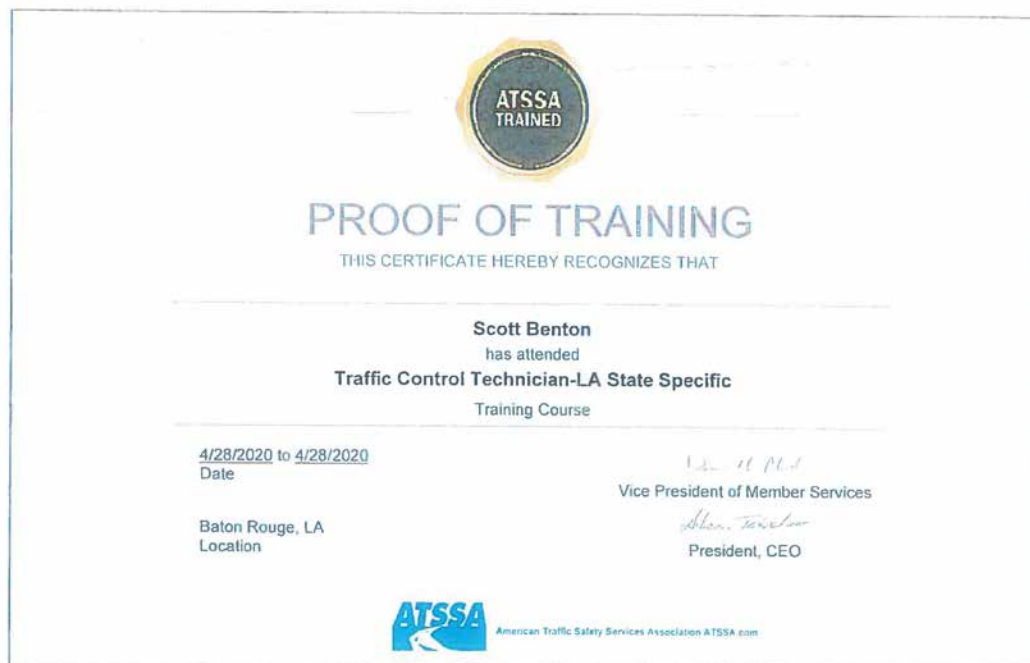 ATSSA
TRAINED
PROOF OF TRAINING
THIS CERTIFICATE HEREBY RECOGNIZES THAT
Scott Benton
has attended
Traffic Control Technician-LA State Specific
Training Course
4/28/2020 to 4/28/2020
Date
Vice President of Member Services
Baton Rouge, LA
Location
President, CEO
ATSSA
American Traffic Safety Services Association ATSSA.com